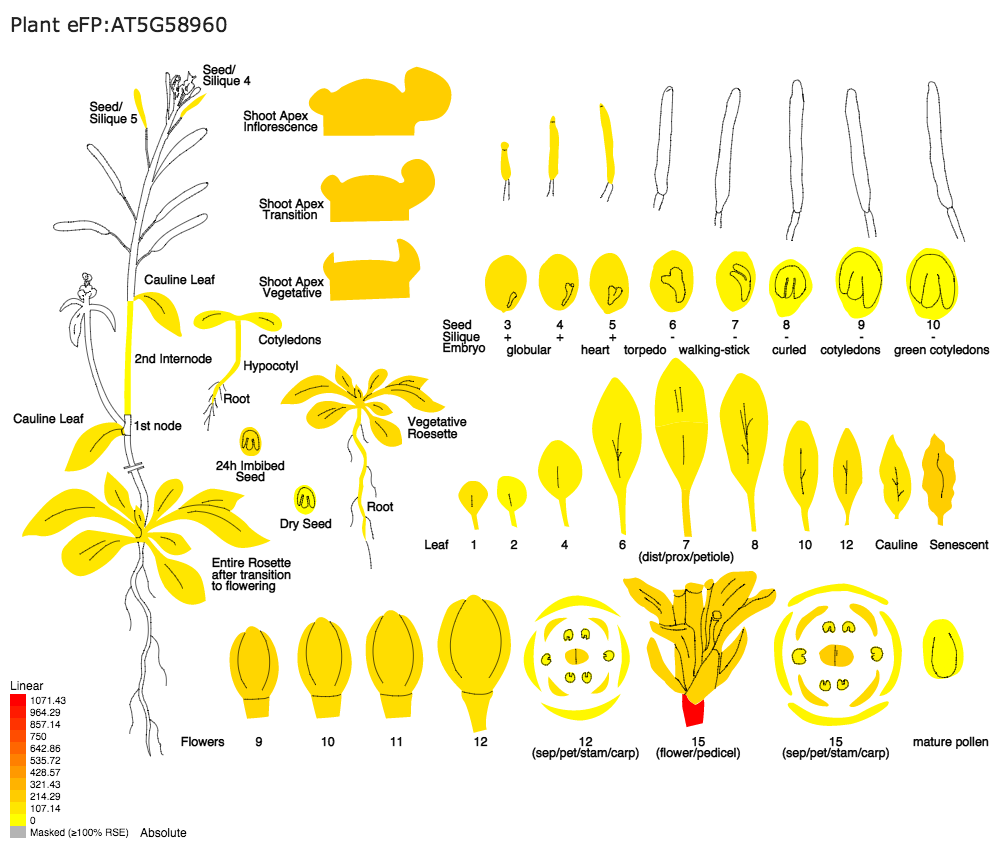 Plant eFP:AT5G58960
Seed/
Silique 4
Seed/
Silique 5
Shoot Apex
Inflorescence
Shoot Apex
Transition
Shoot Apex
Vegetative
Cauline Leaf
2nd Internode
Cotyledons
Hypocotyl
Root
Cauline Leaf
1st node
24h Imbibed
Seed
Dry Seed
Vegetative
Roesette
Root
Entire Rosette
after transition
to flowering
Seed 3 4 5 6 7 8 9 10
Silique + + + - - - - -
Embryo globular heart torpedo walking-stick curled cotyledons green cotyledons
Leaf 1 2 4 6 7 8 10 12 Cauline Senescent
(dist/prox/petiole)
Flowers 9 10 11 12 12 15 15 mature pollen
(sep/pet/stam/carp) (flower/pedicel) (sep/pet/stam/carp)
Linear
1071.43
964.29
857.14
750
642.86
535.72
428.57
321.43
214.29
107.14
0
Masked (≥100% RSE) Absolute